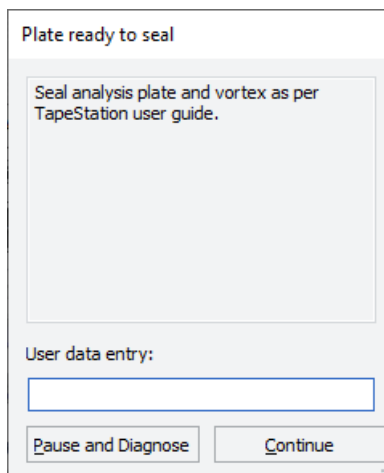 Plate ready to seal
Seal analysis plate and vortex as per
TapeStation user guide.
User data entry:
Pause and Diagnose
Continue